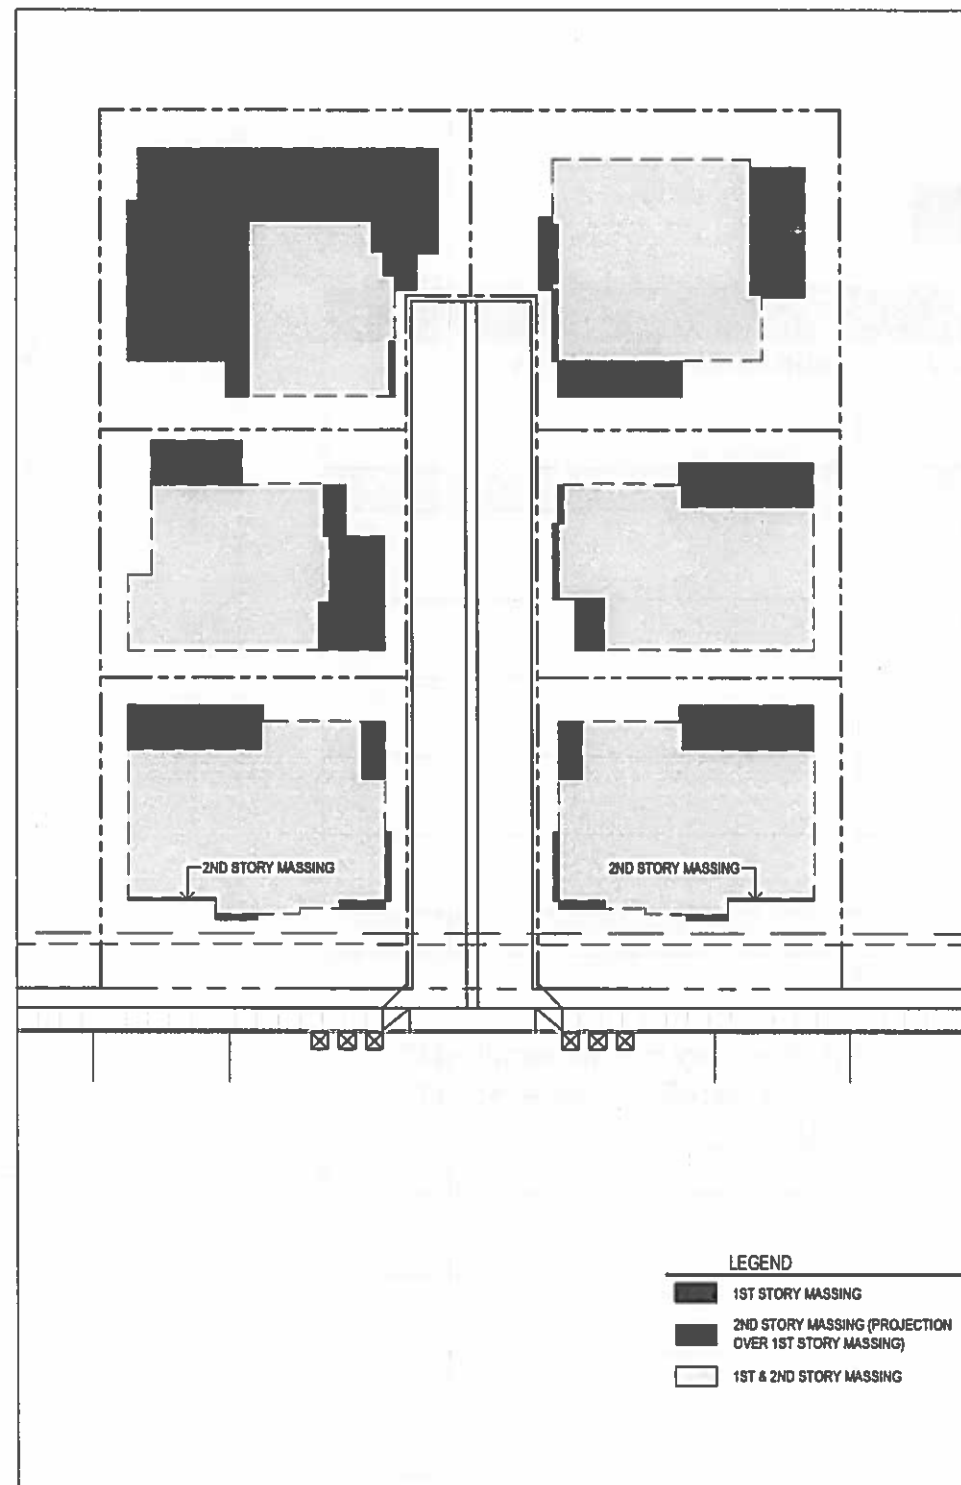 2ND STORY MASSING
2ND STORY MASSING
LEGEND
1ST STORY MASSING
2ND STORY MASSING (PROJECTION
OVER 1ST STORY MASSING)
1ST & 2ND STORY MASSING